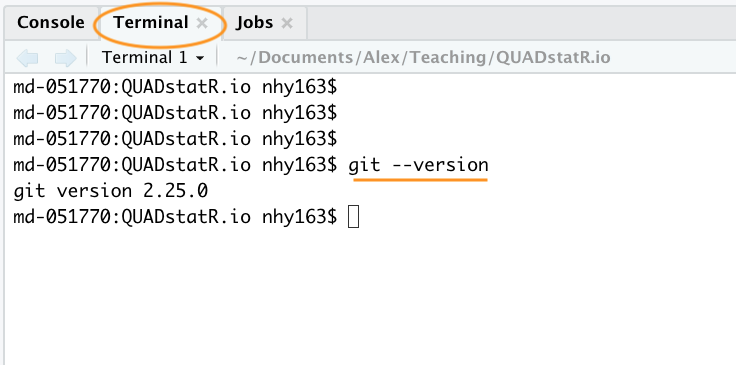 Console Terminal × Jobs ×
Terminal 1 ~/Documents/Alex/Teaching/QUADstatR.io
md-051770:QUADstatR.io nhy163$
md-051770:QUADstatR.io nhy163$
md-051770:QUADstatR.io nhy163$
md-051770:QUADstatR.io nhy163$ git --version
git version 2.25.0
md-051770:QUADstatR.io nhy163$